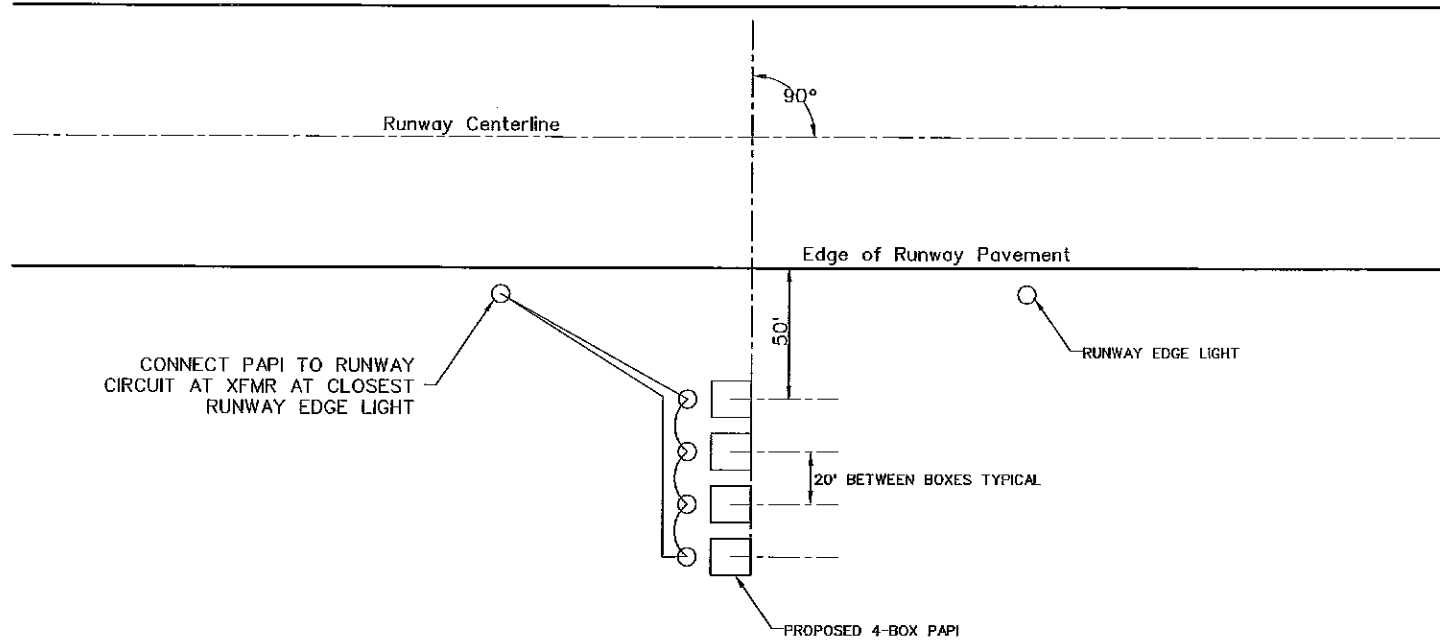 90°
Runway Centerline
Edge of Runway Pavement
50'
CONNECT PAPI TO RUNWAY
CIRCUIT AT XFMR AT CLOSEST
RUNWAY EDGE LIGHT
RUNWAY EDGE LIGHT
20' BETWEEN BOXES TYPICAL
PROPOSED 4-BOX PAPI